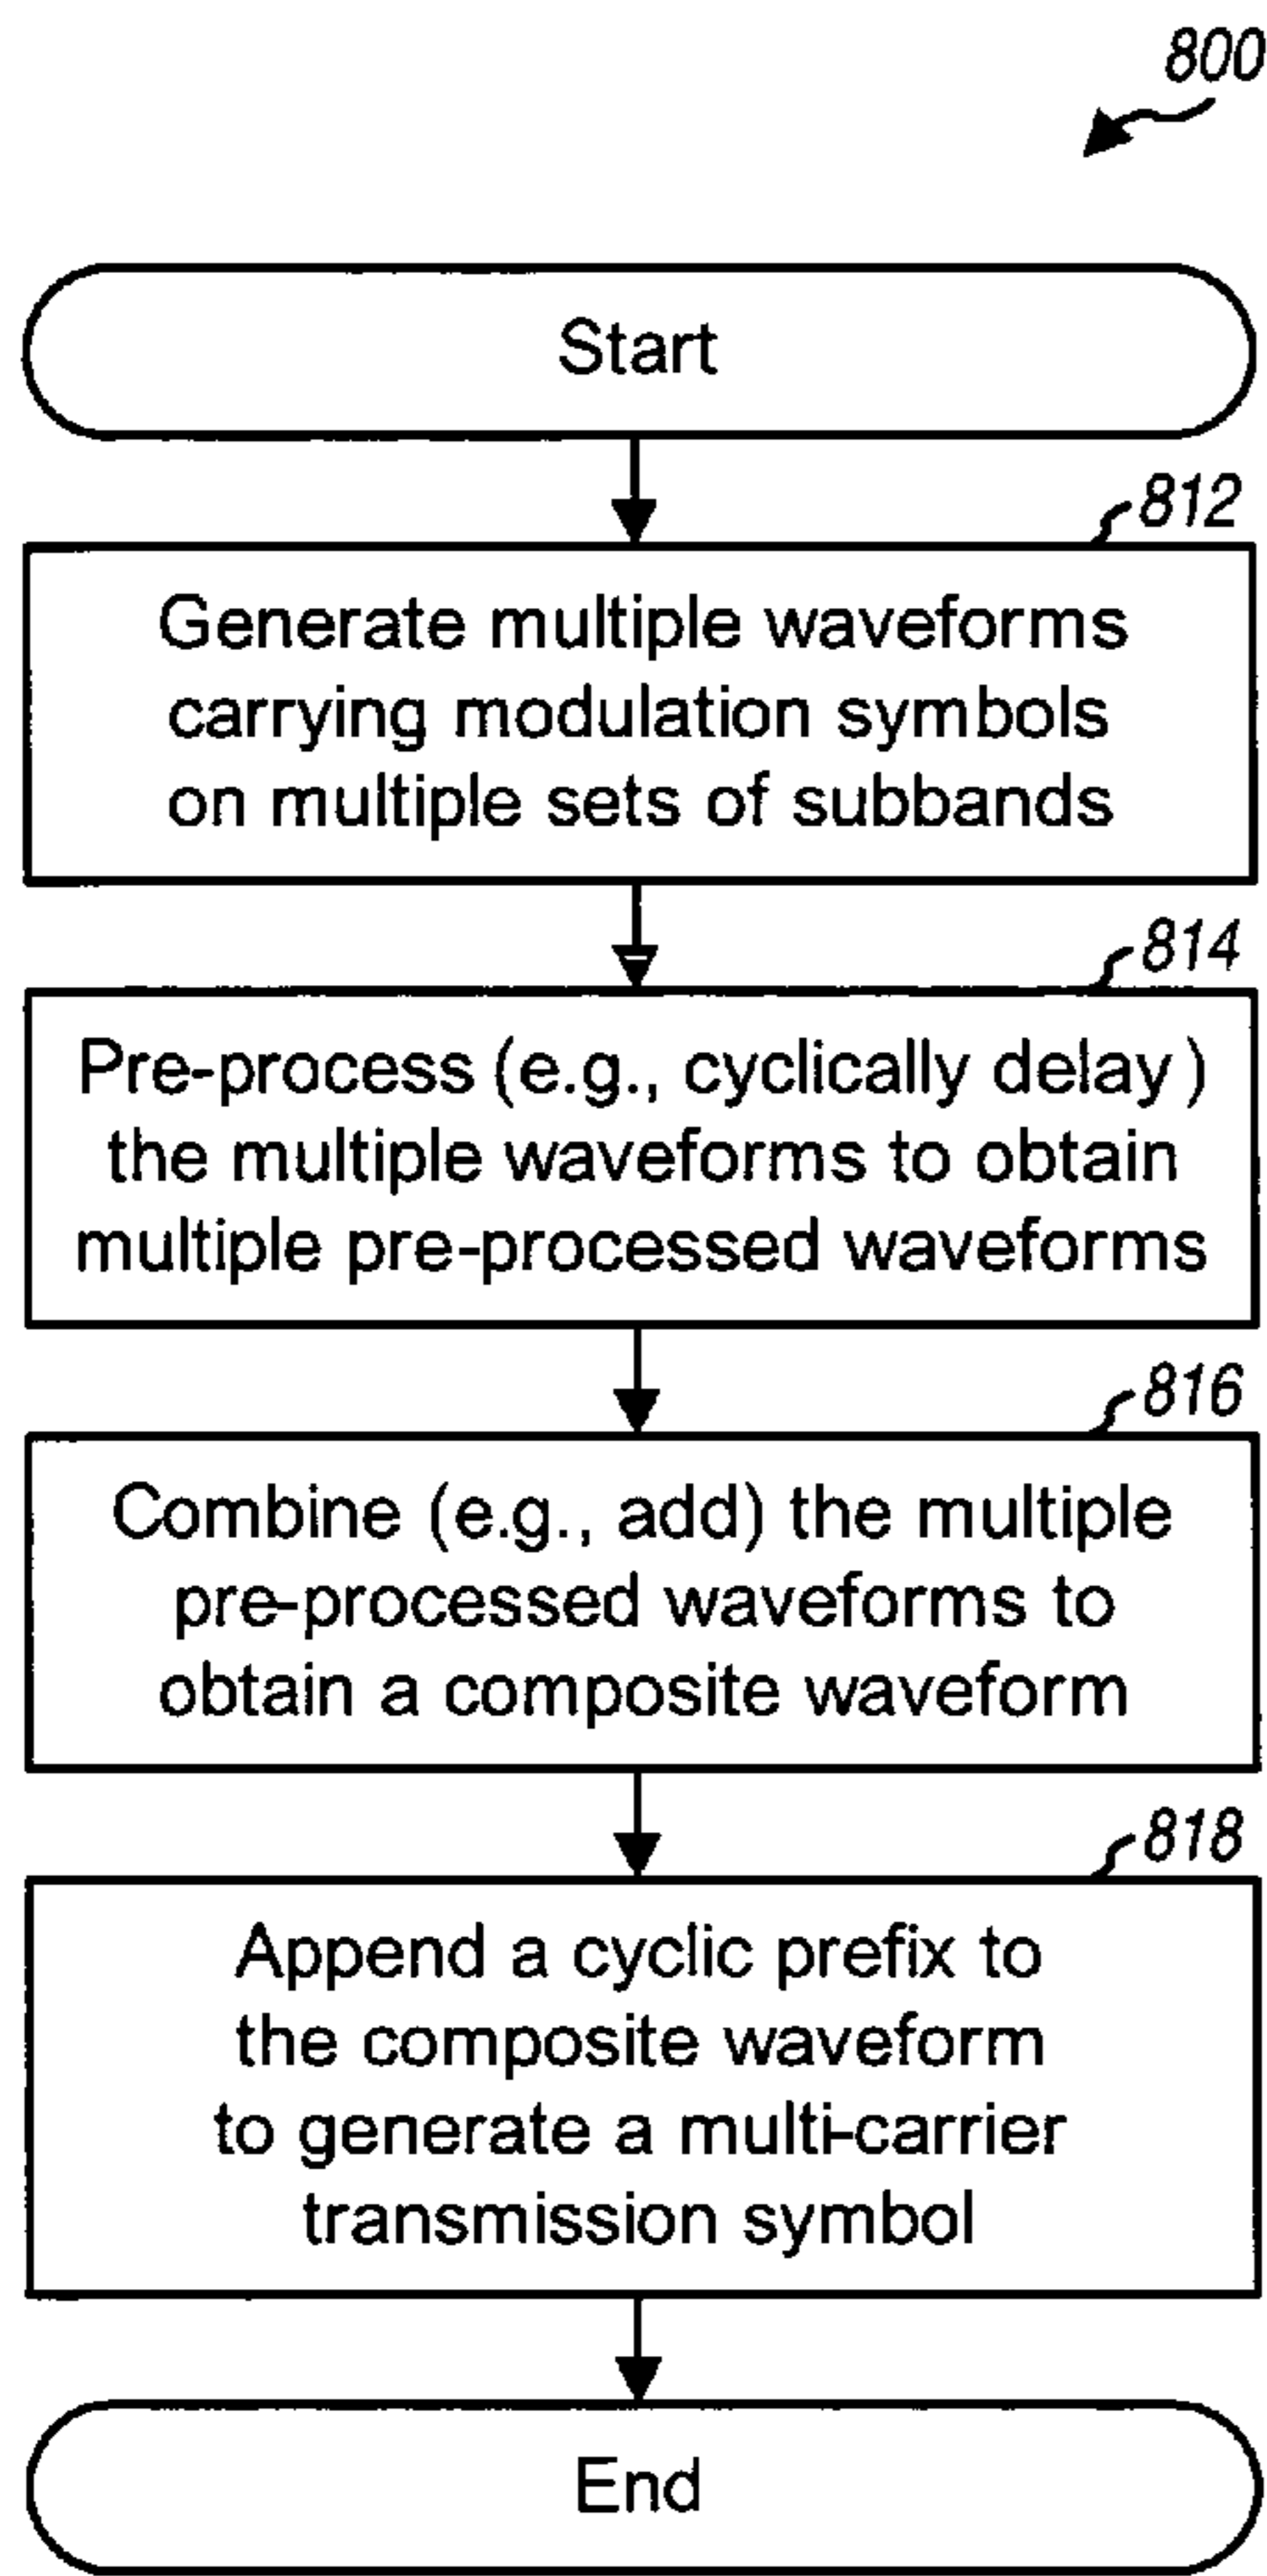 800
Start
812
Generate multiple waveforms
carrying modulation symbols
on multiple sets of subbands
814
Pre-process (e.g., cyclically delay)
the multiple waveforms to obtain
multiple pre-processed waveforms
816
Combine (e.g., add) the multiple
pre-processed waveforms to
obtain a composite waveform
818
Append a cyclic prefix to
the composite waveform
to generate a multi-carrier
transmission symbol
End